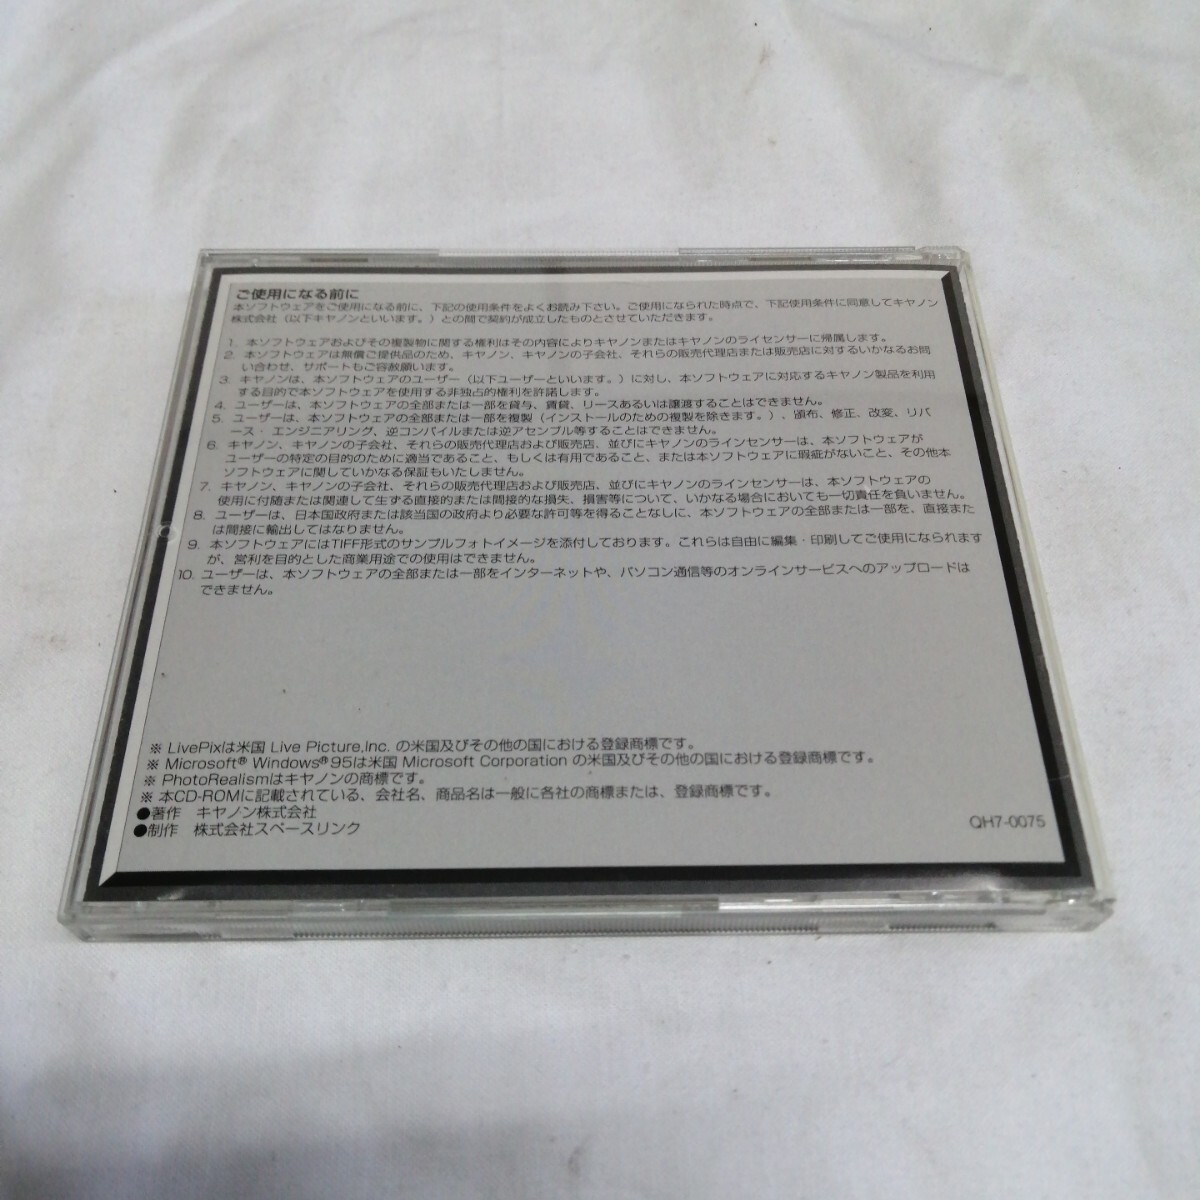 ご使用になる前に
本ソフトウェアをご使用になる前に、下記の使用条件をよくお読み下さい。ご使用になられた時点で、下記使用条件に同意してキヤノン
株式会社（以下キヤノンといいます。）との間で契約が成立したものとさせていただきます。
1. 本ソフトウェアおよびその複製物に関する権利はその内容によりキヤノンまたはキヤノンのライセンサーに帰属します。
2. 本ソフトウェアは無償ご提供品のため、キヤノン、キヤノンの子会社、それらの販売代理店または販売店に対するいかなるお問
い合わせ、サポートもご容赦願います。
3. キヤノンは、本ソフトウェアのユーザー（以下ユーザーといいます。）に対し、本ソフトウェアに対応するキヤノン製品を利用
する目的で本ソフトウェアを使用する非独占的権利を許諾します。
4. ユーザーは、本ソフトウェアの全部または一部を貸与、賃貸、リースあるいは譲渡することはできません。
5. ユーザーは、本ソフトウェアの全部または一部を複製（インストールのための複製を除きます。）、頒布、修正、改変、リバ
ース・エンジニアリング、逆コンパイルまたは逆アセンブル等することはできません。
6. キヤノン、キヤノンの子会社、それらの販売代理店および販売店、並びにキヤノンのラインセンサーは、本ソフトウェアが
ユーザーの特定の目的のために適当であること、もしくは有用であること、または本ソフトウェアに瑕疵がないこと、その他本
ソフトウェアに関していかなる保証もいたしません。
7. キヤノン、キヤノンの子会社、それらの販売代理店および販売店、並びにキヤノンのラインセンサーは、本ソフトウェアの
使用に付随または関連して生ずる直接的または間接的な損失、損害等について、いかなる場合においても一切責任を負いません。
8. ユーザーは、日本国政府または該当国の政府より必要な許可等を得ることなしに、本ソフトウェアの全部または一部を、直接また
は間接に輸出してはなりません。
9. 本ソフトウェアにはTIFF形式のサンプルフォトイメージを添付しております。これらは自由に編集・印刷してご使用になられます
が、営利を目的とした商業用途での使用はできません。
10. ユーザーは、本ソフトウェアの全部または一部をインターネットや、パソコン通信等のオンラインサービスへのアップロードは
できません。
※ LivePixは米国 Live Picture,Inc. の米国及びその他の国における登録商標です。
※ Microsoft® Windows®95は米国 Microsoft Corporation の米国及びその他の国における登録商標です。
※ PhotoRealismはキヤノンの商標です。
※ 本CD-ROMに記載されている、会社名、商品名は一般に各社の商標または、登録商標です。
●著作　キヤノン株式会社
●制作　株式会社スペースリンク
QH7-0075